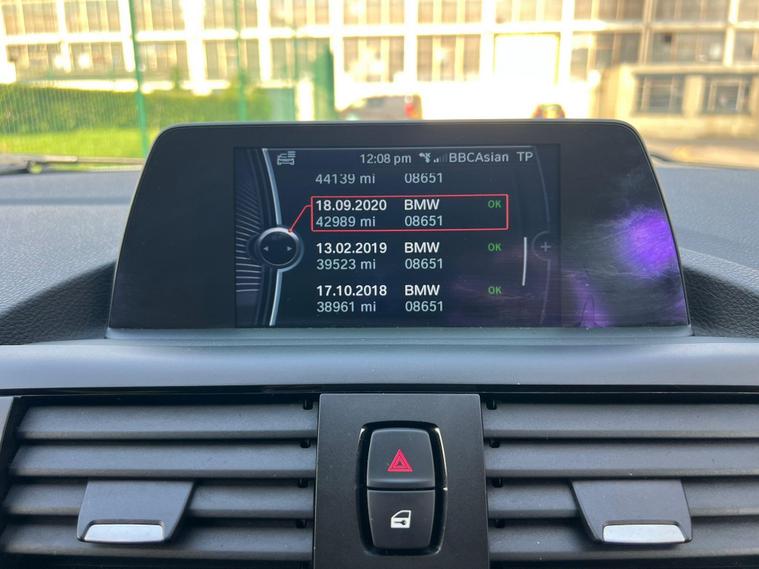 12:08 pm BBCAsian TP
44139 mi 08651
18.09.2020 BMW OK
42989 mi 08651
13.02.2019 BMW OK
39523 mi 08651
17.10.2018 BMW OK
38961 mi 08651